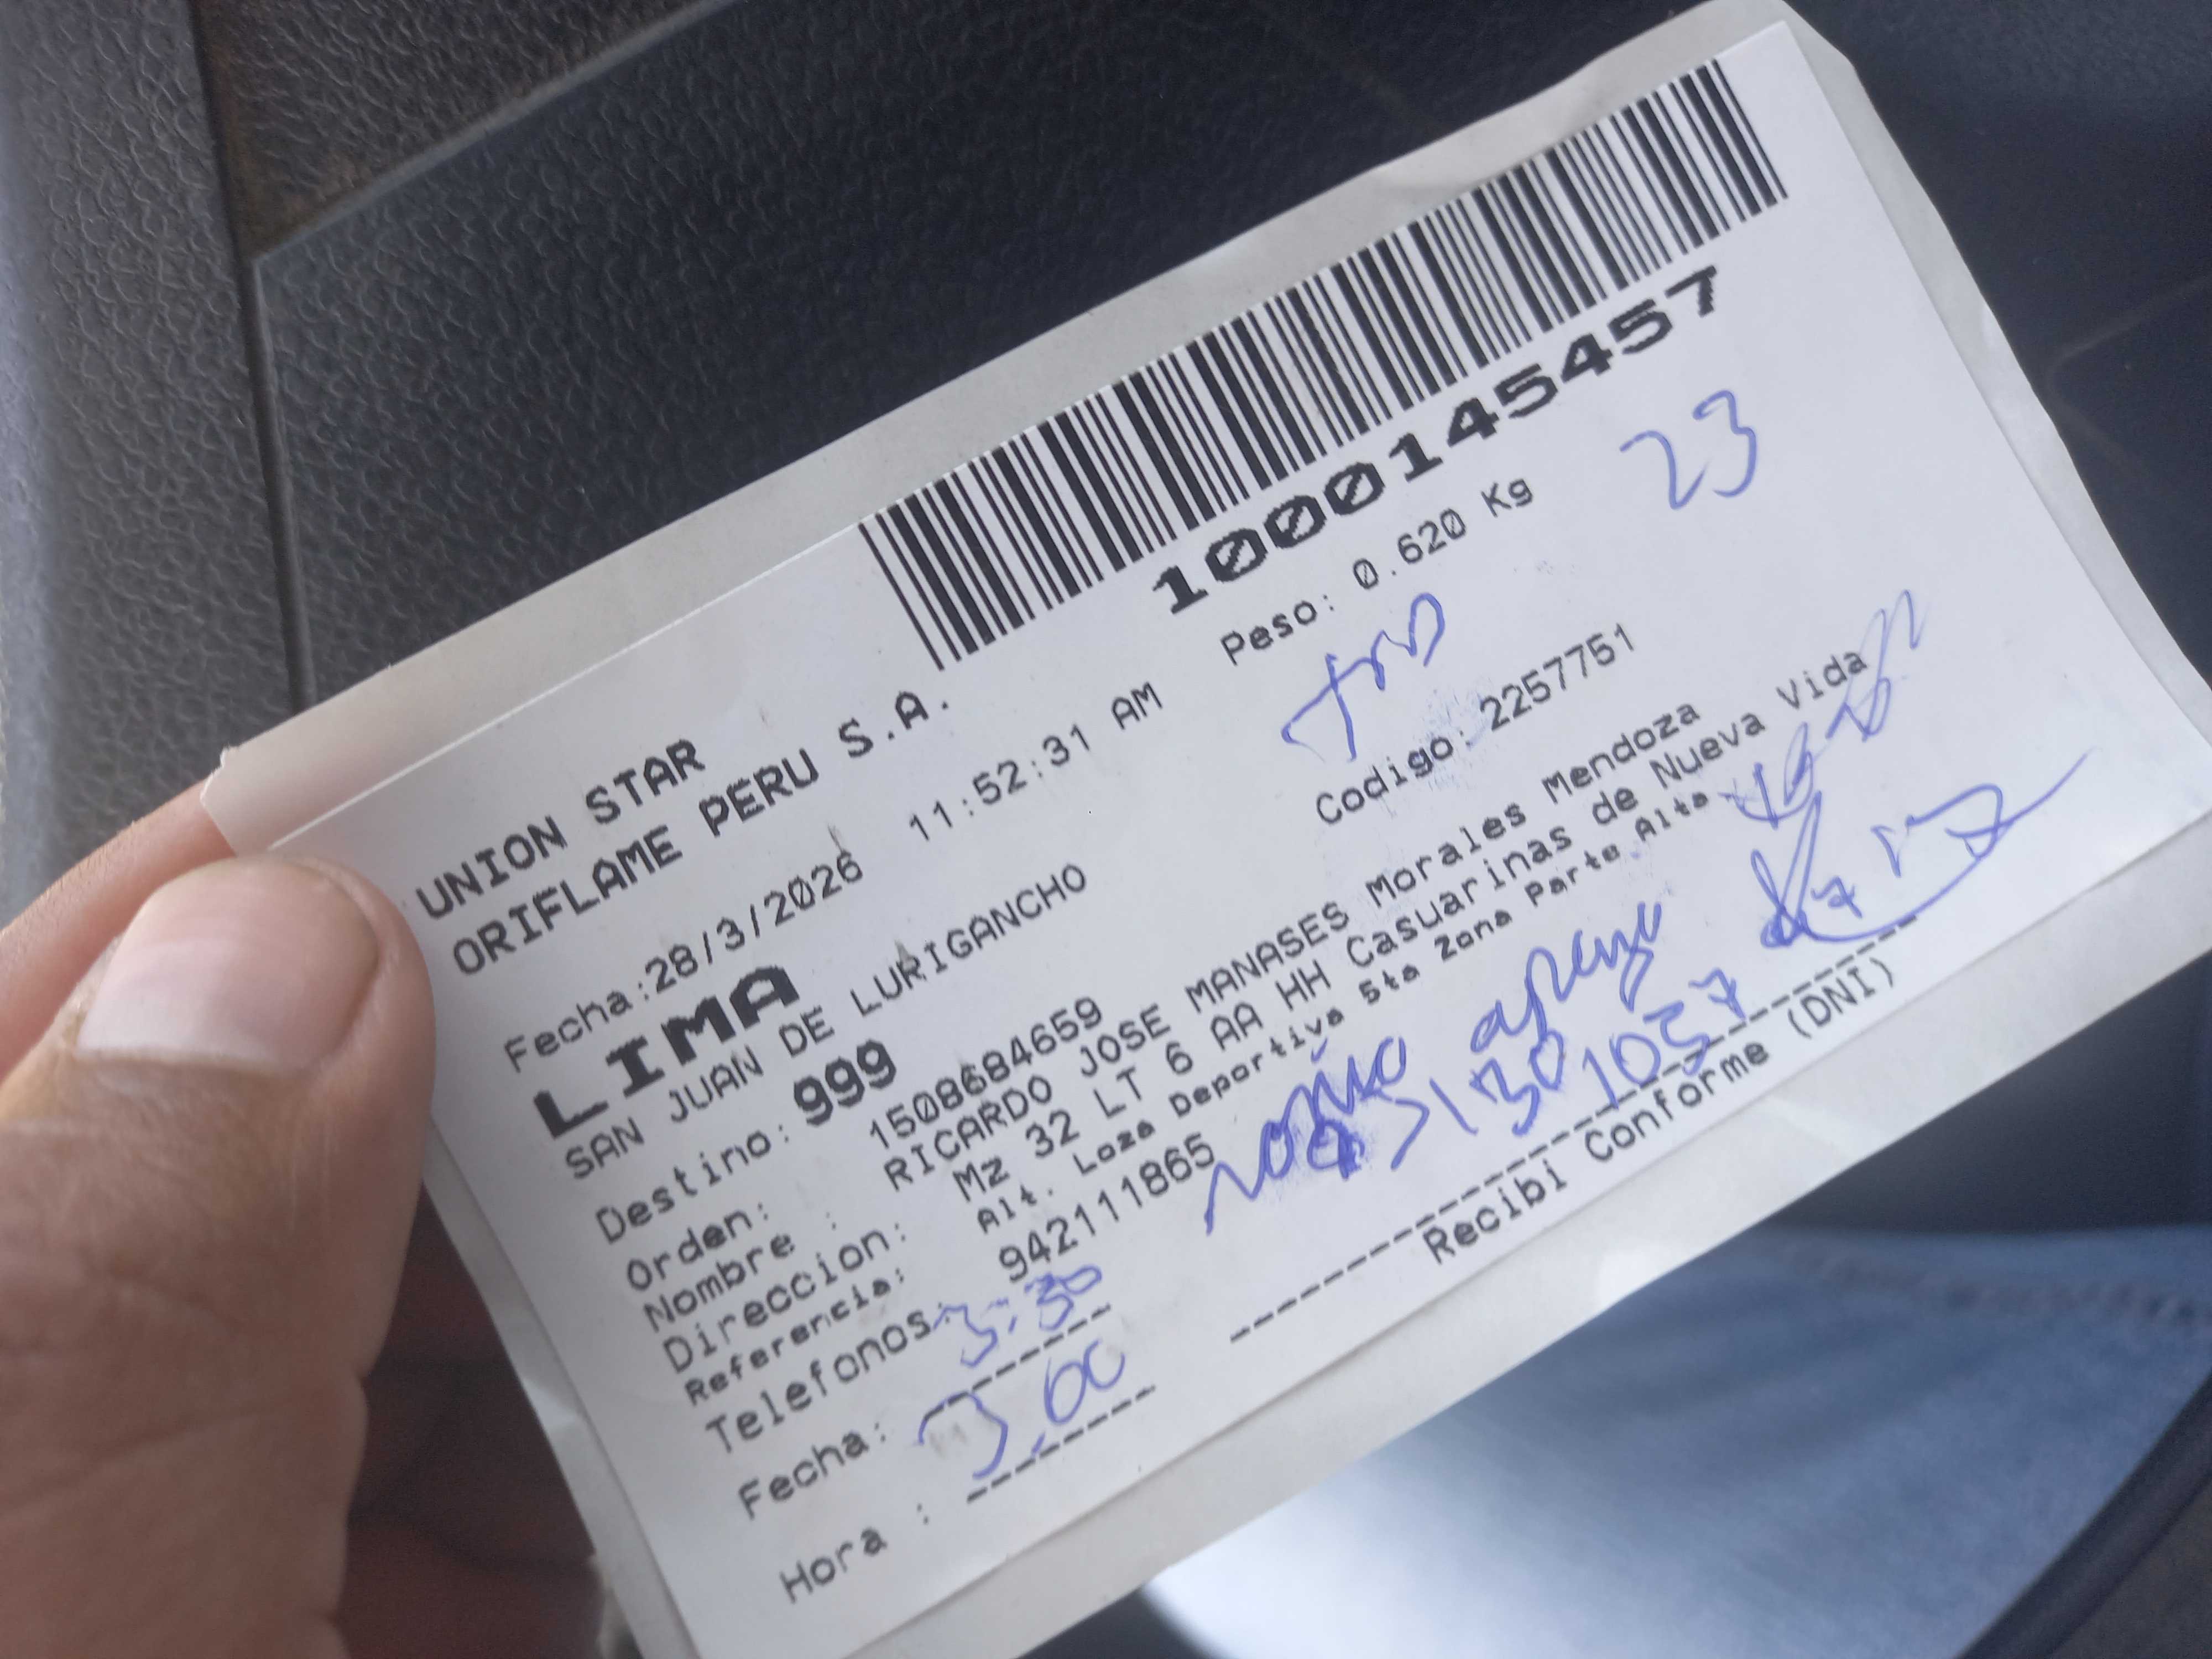 100014545​7
UNION STAR
ORIFLAME PERU S.A.
Fecha:28/3/2026 11:52:31 AM Peso: 0.620 Kg
23
LIMA
SAN JUAN DE LURIGANCHO
Destino: 999 Codigo: 2257751
Orden: 1508684659
Nombre : RICARDO JOSE MANASES Morales Mendoza
Direccion: Mz 32 LT 6 AA HH Casuarinas de Nueva Vida
Referencia: Alt. Loza Deportiva 5ta Zona Parte Alta
Telefonos: 942111865
Fecha: 3:30
Hora : 3.00
Recibi Conforme (DNI)